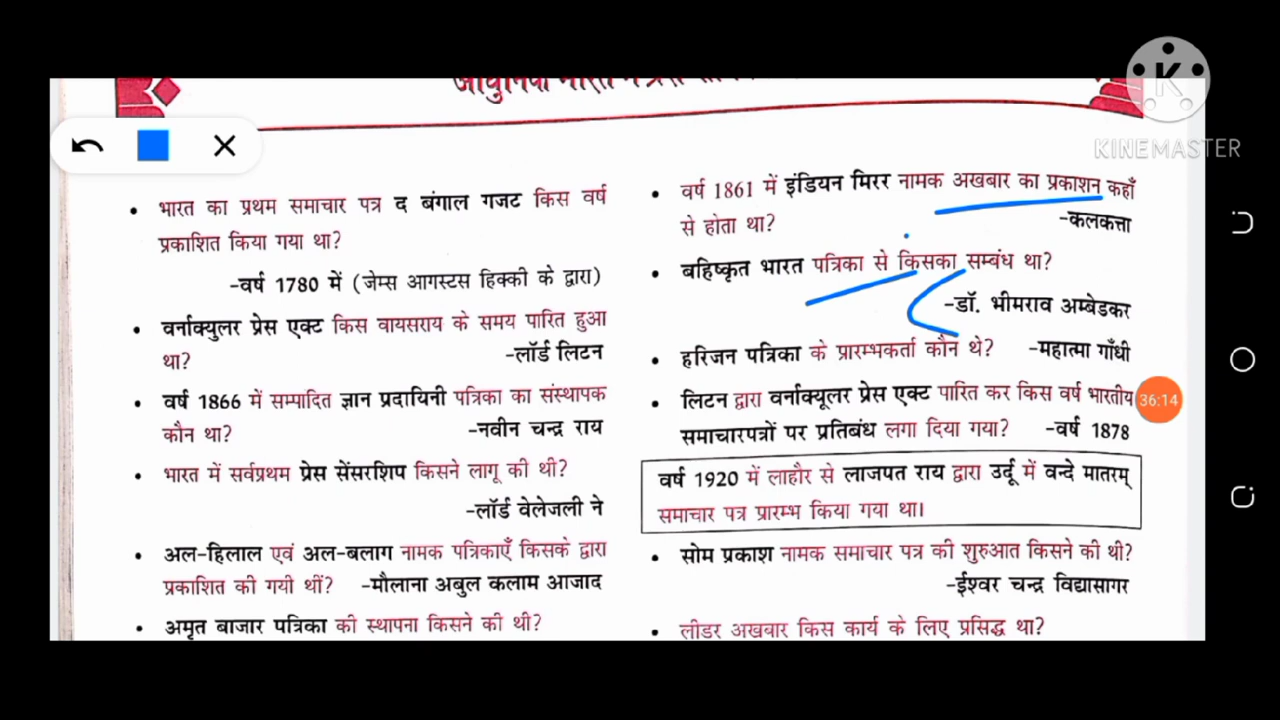 आधुनिक भारत में प्रेस
• भारत का प्रथम समाचार पत्र द बंगाल गजट किस वर्ष
प्रकाशित किया गया था?
-वर्ष 1780 में (जेम्स आगस्टस हिक्की के द्वारा)
• वर्नाक्युलर प्रेस एक्ट किस वायसराय के समय पारित हुआ
था?
-लॉर्ड लिटन
• वर्ष 1866 में सम्पादित ज्ञान प्रदायिनी पत्रिका का संस्थापक
कौन था?
-नवीन चन्द्र राय
• भारत में सर्वप्रथम प्रेस सेंसरशिप किसने लागू की थी?
-लॉर्ड वेलेजली ने
• अल-हिलाल एवं अल-बलाग नामक पत्रिकाएँ किसके द्वारा
प्रकाशित की गयी थीं? -मौलाना अबुल कलाम आजाद
• अमृत बाजार पत्रिका की स्थापना किसने की थी?
• वर्ष 1861 में इंडियन मिरर नामक अखबार का प्रकाशन कहाँ
से होता था?
-कलकत्ता
• बहिष्कृत भारत पत्रिका से किसका सम्बंध था?
-डॉ. भीमराव अम्बेडकर
• हरिजन पत्रिका के प्रारम्भकर्ता कौन थे? -महात्मा गाँधी
• लिटन द्वारा वर्नाक्यूलर प्रेस एक्ट पारित कर किस वर्ष भारतीय
समाचारपत्रों पर प्रतिबंध लगा दिया गया? -वर्ष 1878
वर्ष 1920 में लाहौर से लाजपत राय द्वारा उर्दू में वन्दे मातरम्
समाचार पत्र प्रारम्भ किया गया था।
• सोम प्रकाश नामक समाचार पत्र की शुरुआत किसने की थी?
-ईश्वर चन्द्र विद्यासागर
• लीडर अखबार किस कार्य के लिए प्रसिद्ध था?
K
KINEMASTER
36:14